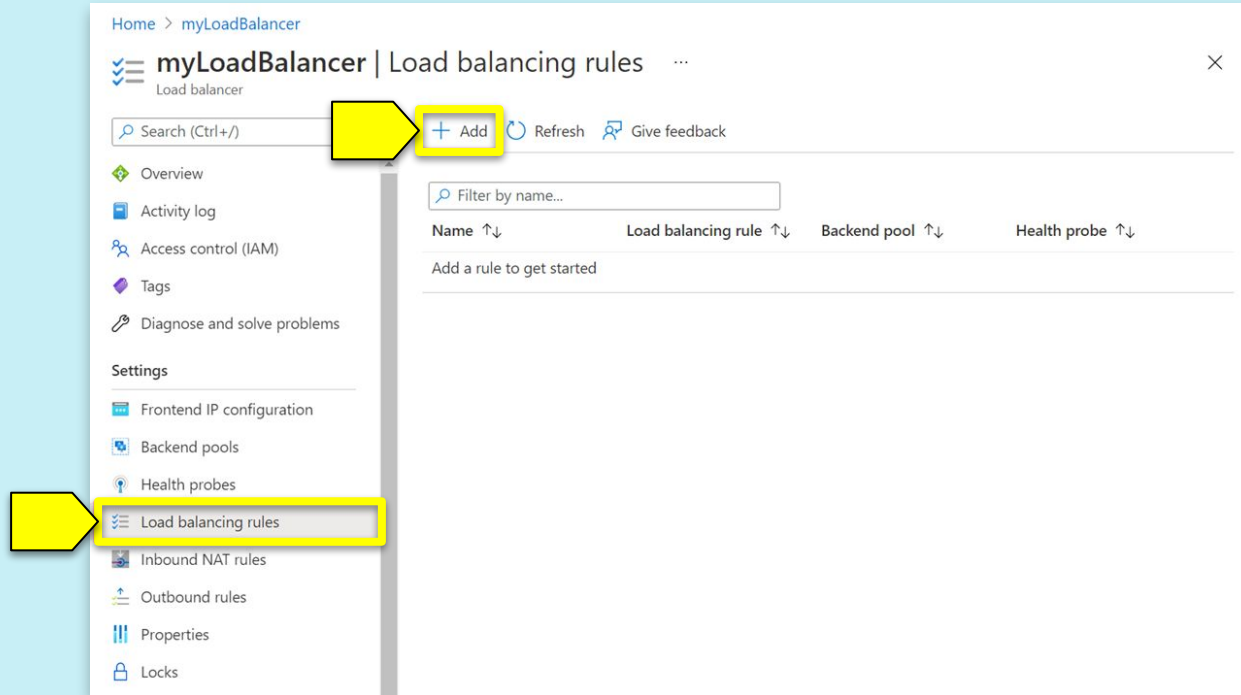 Home > myLoadBalancer
myLoadBalancer | Load balancing rules ...
Load balancer
Search (Ctrl+/)
Add Refresh Give feedback
Overview
Activity log
Access control (IAM)
Tags
Diagnose and solve problems
Settings
Frontend IP configuration
Backend pools
Health probes
Load balancing rules
Inbound NAT rules
Outbound rules
Properties
Locks
Filter by name...
Name ↑↓ Load balancing rule ↑↓ Backend pool ↑↓ Health probe ↑↓
Add a rule to get started